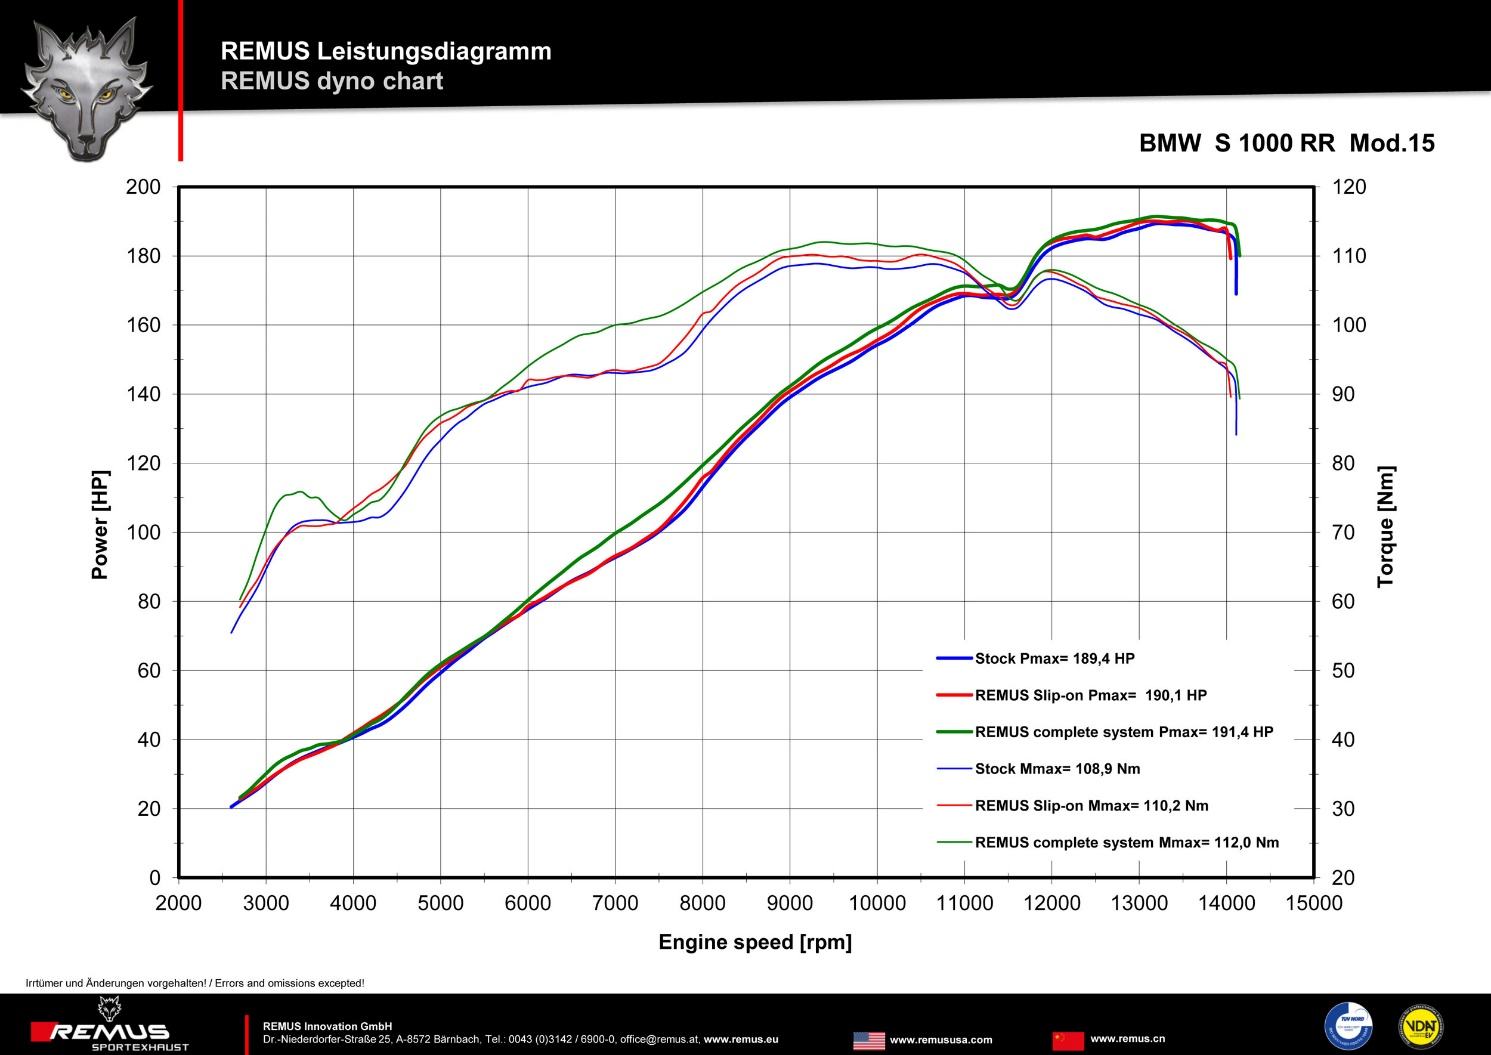 REMUS Leistungsdiagramm
REMUS dyno chart
BMW S 1000 RR Mod.15
200
180
160
140
120
100
80
60
40
20
0
Power [HP]
120
110
100
90
80
70
60
50
40
30
20
Torque [Nm]
Stock Pmax= 189,4 HP
REMUS Slip-on Pmax= 190,1 HP
REMUS complete system Pmax= 191,4 HP
Stock Mmax= 108,9 Nm
REMUS Slip-on Mmax= 110,2 Nm
REMUS complete system Mmax= 112,0 Nm
2000 3000 4000 5000 6000 7000 8000 9000 10000 11000 12000 13000 14000 15000
Engine speed [rpm]
Irrtümer und Änderungen vorgehalten! / Errors and omissions excepted!
REMUS
SPORTEXHAUST
REMUS Innovation GmbH
Dr.-Niederdorfer-Straße 25, A-8572 Bärnbach, Tel.: 0043 (0)3142 / 6900-0, office@remus.at, www.remus.eu
www.remususa.com
www.remus.cn
TÜV NORD
VDAT
EV